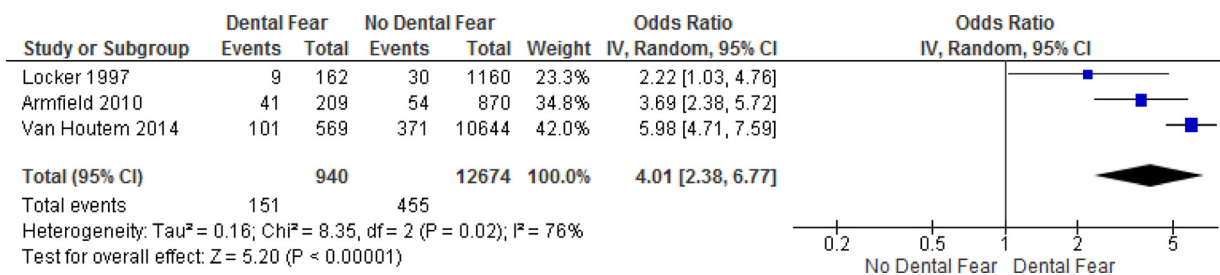 Dental Fear No Dental Fear Odds Ratio Odds Ratio
Study or Subgroup Events Total Events Total Weight IV, Random, 95% CI IV, Random, 95% CI
Locker 1997 9 162 30 1160 23.3% 2.22 [1.03, 4.76]
Armfield 2010 41 209 54 870 34.8% 3.69 [2.38, 5.72]
Van Houtem 2014 101 569 371 10644 42.0% 5.98 [4.71, 7.59]
Total (95% CI) 940 12674 100.0% 4.01 [2.38, 6.77]
Total events 151 455
Heterogeneity: Tau² = 0.16; Chi² = 8.35, df = 2 (P = 0.02); I² = 76%
Test for overall effect: Z = 5.20 (P < 0.00001)
0.2 0.5 1 2 5
No Dental Fear Dental Fear